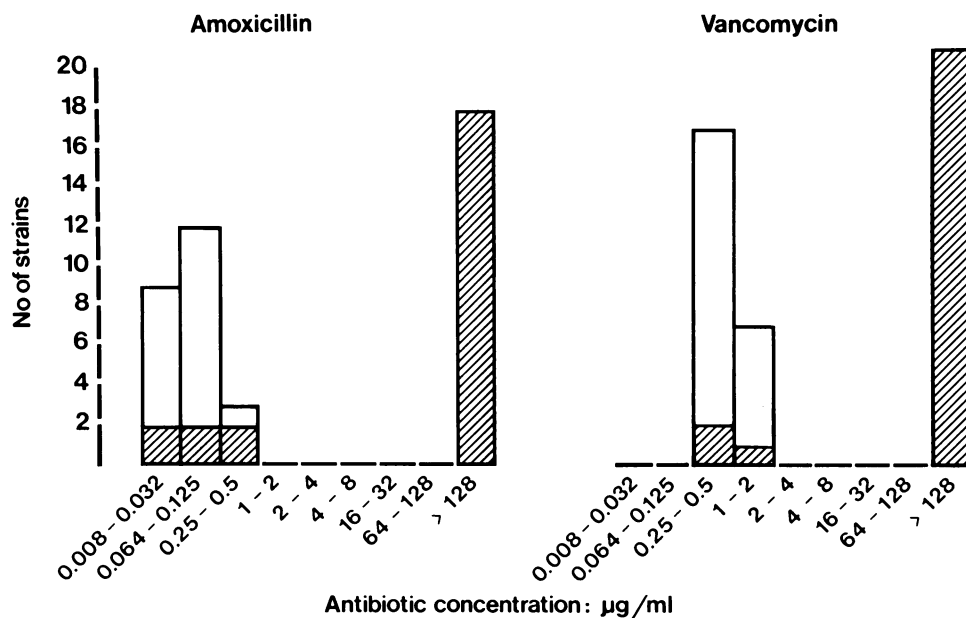 Amoxicillin
Vancomycin
No of strains
20
18
16
14
12
10
8
6
4
2
0.008 - 0.032
0.064 - 0.125
0.25 - 0.5
1 - 2
2 - 4
4 - 8
16 - 32
64 - 128
> 128
0.008 - 0.032
0.064 - 0.125
0.25 - 0.5
1 - 2
2 - 4
4 - 8
16 - 32
64 - 128
> 128
Antibiotic concentration: µg/ml